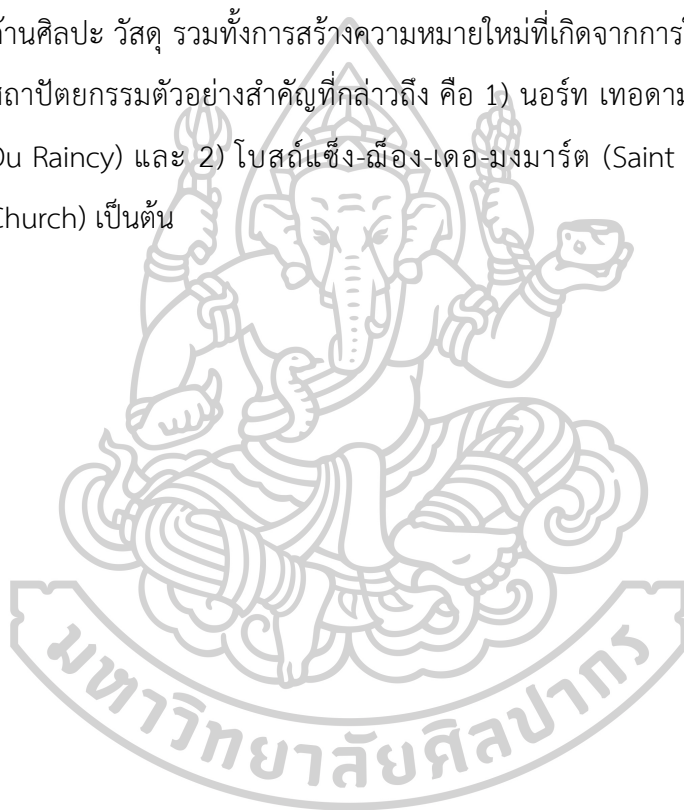 ด้านศิลปะ วัสดุ รวมทั้งการสร้างความหมายใหม่ที่เกิดจากการ
สถาปัตยกรรมตัวอย่างสำคัญที่กล่าวถึง คือ 1) นอร์ท เทอดาม
Du Raincy) และ 2) โบสถ์แซ็ง-ฌ็อง-เดอ-มงมาร์ต (Saint
Church) เป็นต้น
มหาวิทยาลัยศิลปากร